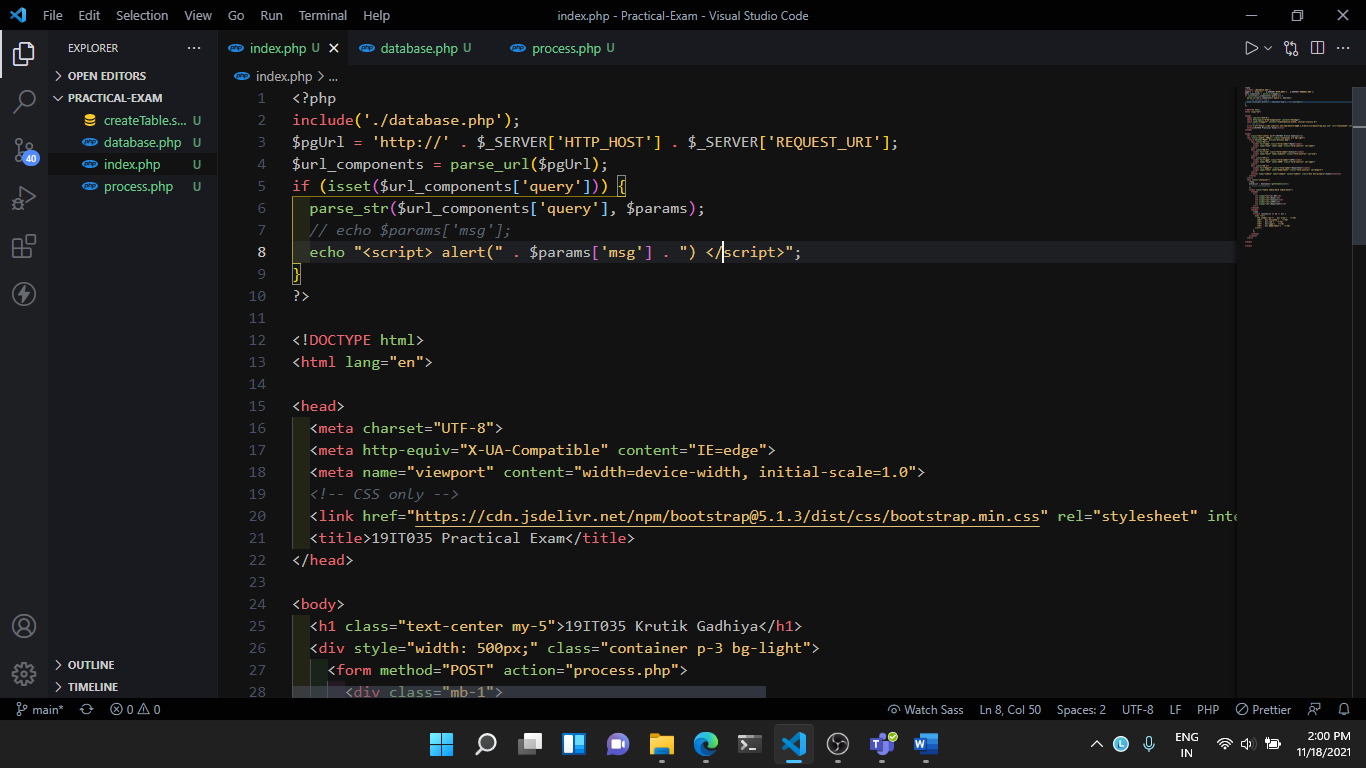 File Edit Selection View Go Run Terminal Help index.php - Practical-Exam - Visual Studio Code
EXPLORER
OPEN EDITORS
PRACTICAL-EXAM
createTable.s... U
database.php U
index.php U
process.php U
40
OUTLINE
TIMELINE
php index.php U
php database.php U
php process.php U
php index.php > ...
1 <?php
2 include('./database.php');
3 $pgUrl = 'http://' . $_SERVER['HTTP_HOST'] . $_SERVER['REQUEST_URI'];
4 $url_components = parse_url($pgUrl);
5 if (isset($url_components['query'])) {
6 parse_str($url_components['query'], $params);
7 // echo $params['msg'];
8 echo "<script> alert(" . $params['msg'] . ") </script>";
9 }
10 ?>
11
12 <!DOCTYPE html>
13 <html lang="en">
14
15 <head>
16 <meta charset="UTF-8">
17 <meta http-equiv="X-UA-Compatible" content="IE=edge">
18 <meta name="viewport" content="width=device-width, initial-scale=1.0">
19 <!-- CSS only -->
20 <link href="https://cdn.jsdelivr.net/npm/bootstrap@5.1.3/dist/css/bootstrap.min.css" rel="stylesheet" inte
21 <title>19IT035 Practical Exam</title>
22 </head>
23
24 <body>
25 <h1 class="text-center my-5">19IT035 Krutik Gadhiya</h1>
26 <div style="width: 500px;" class="container p-3 bg-light">
27 <form method="POST" action="process.php">
28 <div class="mb-1">
main* 0 0 Watch Sass Ln 8, Col 50 Spaces: 2 UTF-8 LF PHP Prettier
ENG
IN
2:00 PM
11/18/2021